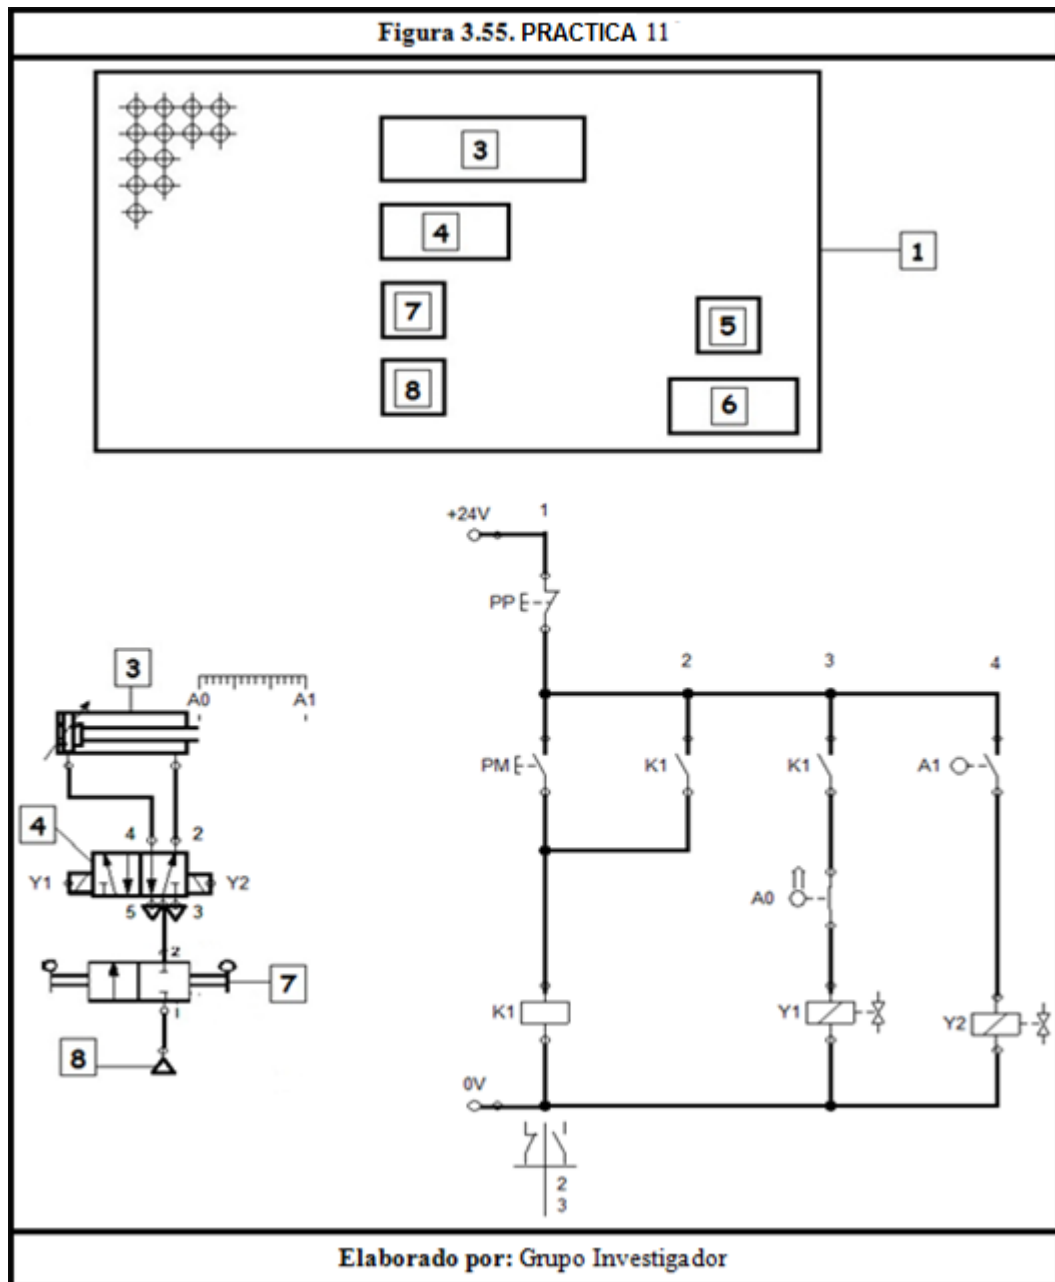 Figura 3.55. PRACTICA 11
3
4
7
8
5
6
1
+24V 1
PP
2 3 4
3
A0 A1
PM K1 K1 A1
4
4 2
Y1 Y2
5 3
A0
2
7
1
K1 Y1 Y2
8
0V
2
3
Elaborado por: Grupo Investigador